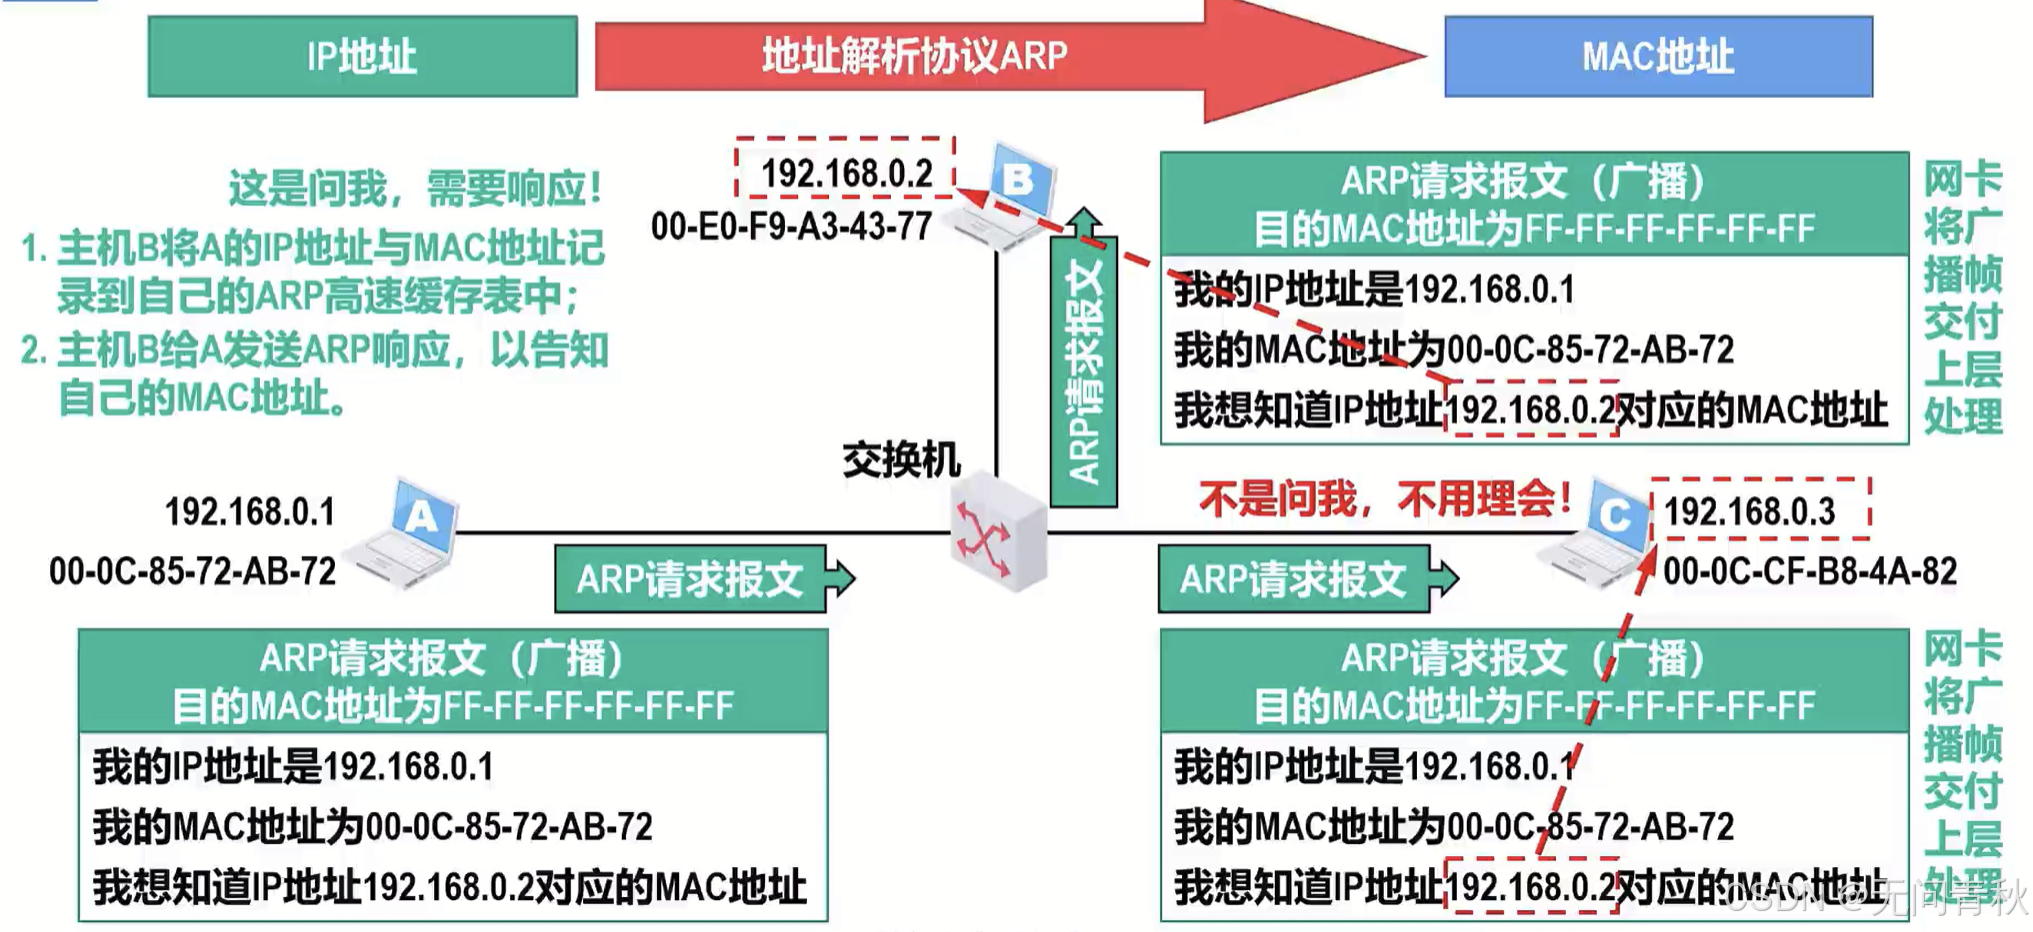 IP地址
地址解析协议ARP
MAC地址
这是问我，需要响应！
1. 主机B将A的IP地址与MAC地址记
录到自己的ARP高速缓存表中；
2. 主机B给A发送ARP响应，以告知
自己的MAC地址。
192.168.0.2
00-E0-F9-A3-43-77
B
ARP请求报文
ARP请求报文（广播）
目的MAC地址为FF-FF-FF-FF-FF-FF
我的IP地址是192.168.0.1
我的MAC地址为00-0C-85-72-AB-72
我想知道IP地址192.168.0.2对应的MAC地址
网卡
将广
播帧
交付
上层
处理
交换机
192.168.0.1
00-0C-85-72-AB-72
A
ARP请求报文
不是问我，不用理会！
ARP请求报文
C
192.168.0.3
00-0C-CF-B8-4A-82
ARP请求报文（广播）
目的MAC地址为FF-FF-FF-FF-FF-FF
我的IP地址是192.168.0.1
我的MAC地址为00-0C-85-72-AB-72
我想知道IP地址192.168.0.2对应的MAC地址
ARP请求报文（广播）
目的MAC地址为FF-FF-FF-FF-FF-FF
我的IP地址是192.168.0.1
我的MAC地址为00-0C-85-72-AB-72
我想知道IP地址192.168.0.2对应的MAC地址
网卡
将广
播帧
交付
上层
处理
CSDN @无问青秋